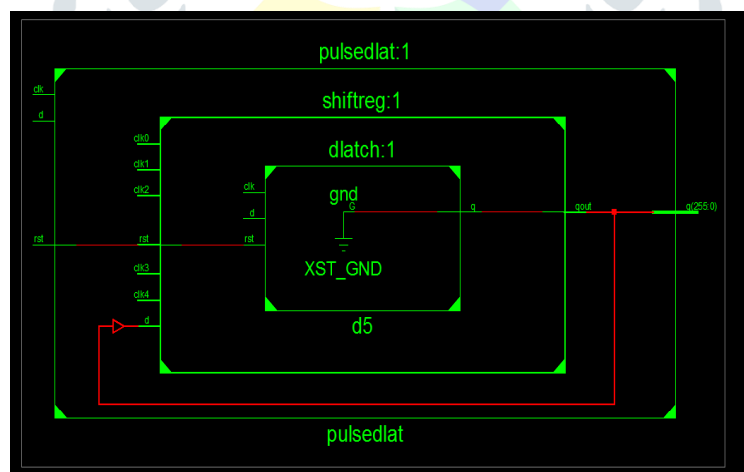 pulsedlat:1
clk
d
shiftreg:1
clk0
clk1
clk2
dlatch:1
clk
d
gnd
G
q
qout
q(255:0)
rst
rst
rst
XST_GND
clk3
clk4
d
d5
pulsedlat